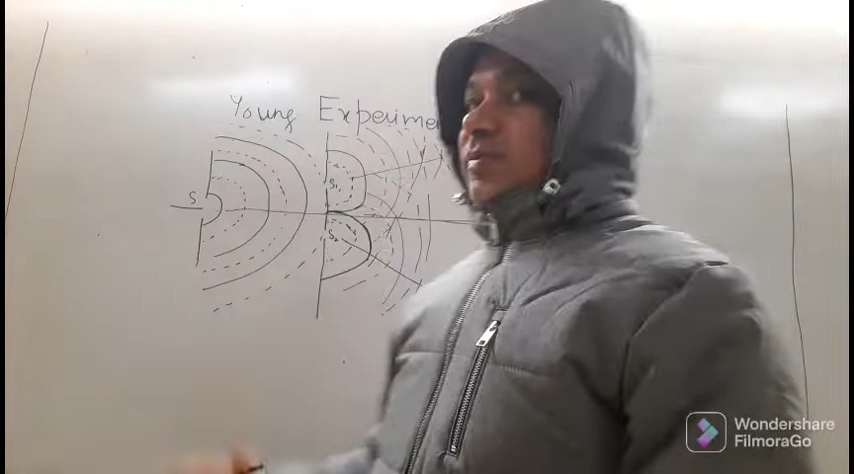 Young Experime
S
S₁
S₂
Wondershare
FilmoraGo